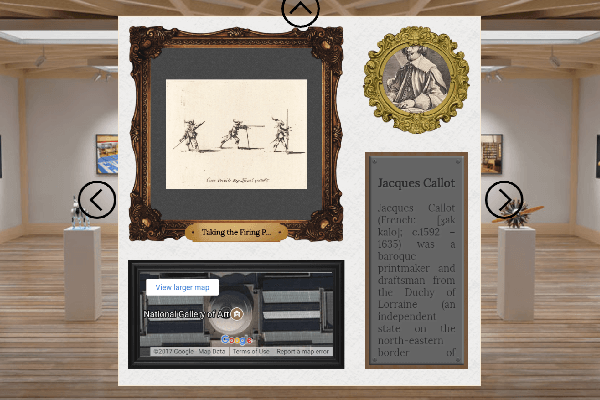 Taking the Firing P...
Jacques Callot
Jacques Callot
(French: [ʒak
kalo]; c.1592 –
1635) was a
baroque
printmaker and
draftsman from
the Duchy of
Lorraine (an
independent
state on the
north-eastern
border of
View larger map
National Gallery of Art
Google
©2017 Google
Map Data
Terms of Use
Report a map error